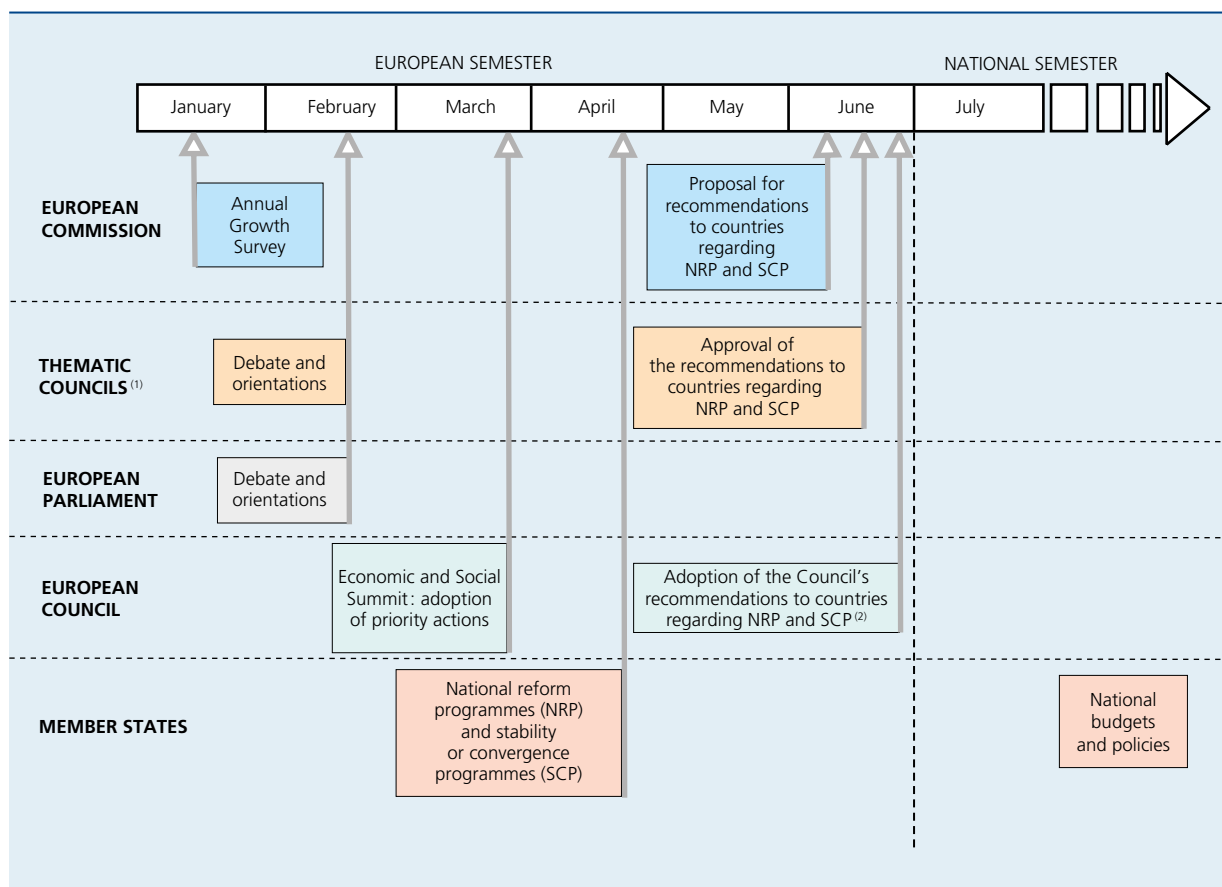 EUROPEAN SEMESTER
NATIONAL SEMESTER
January
February
March
April
May
June
July
EUROPEAN
COMMISSION
Annual
Growth
Survey
Proposal for
recommendations
to countries
regarding
NRP and SCP
THEMATIC
COUNCILS (1)
Debate and
orientations
Approval of
the recommendations to
countries regarding
NRP and SCP
EUROPEAN
PARLIAMENT
Debate and
orientations
EUROPEAN
COUNCIL
Economic and Social
Summit : adoption
of priority actions
Adoption of the Council’s
recommendations to countries
regarding NRP and SCP (2)
MEMBER STATES
National reform
programmes (NRP)
and stability
or convergence
programmes (SCP)
National
budgets
and policies